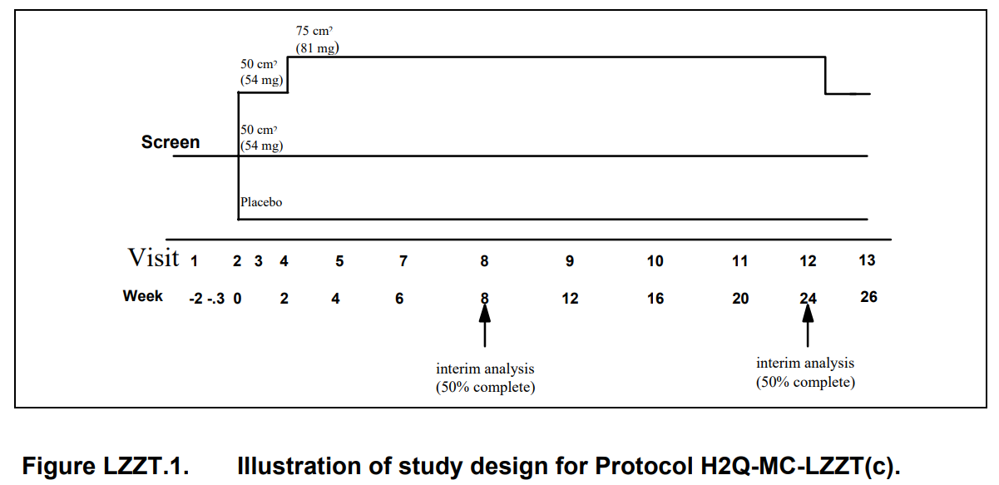 75 cm²
(81 mg)
50 cm²
(54 mg)
50 cm²
(54 mg)
Screen
Placebo
Visit 1 2 3 4 5 7 8 9 10 11 12 13
Week -2 -.3 0 2 4 6 8 12 16 20 24 26
interim analysis
(50% complete)
interim analysis
(50% complete)
Figure LZZT.1. Illustration of study design for Protocol H2Q-MC-LZZT(c).